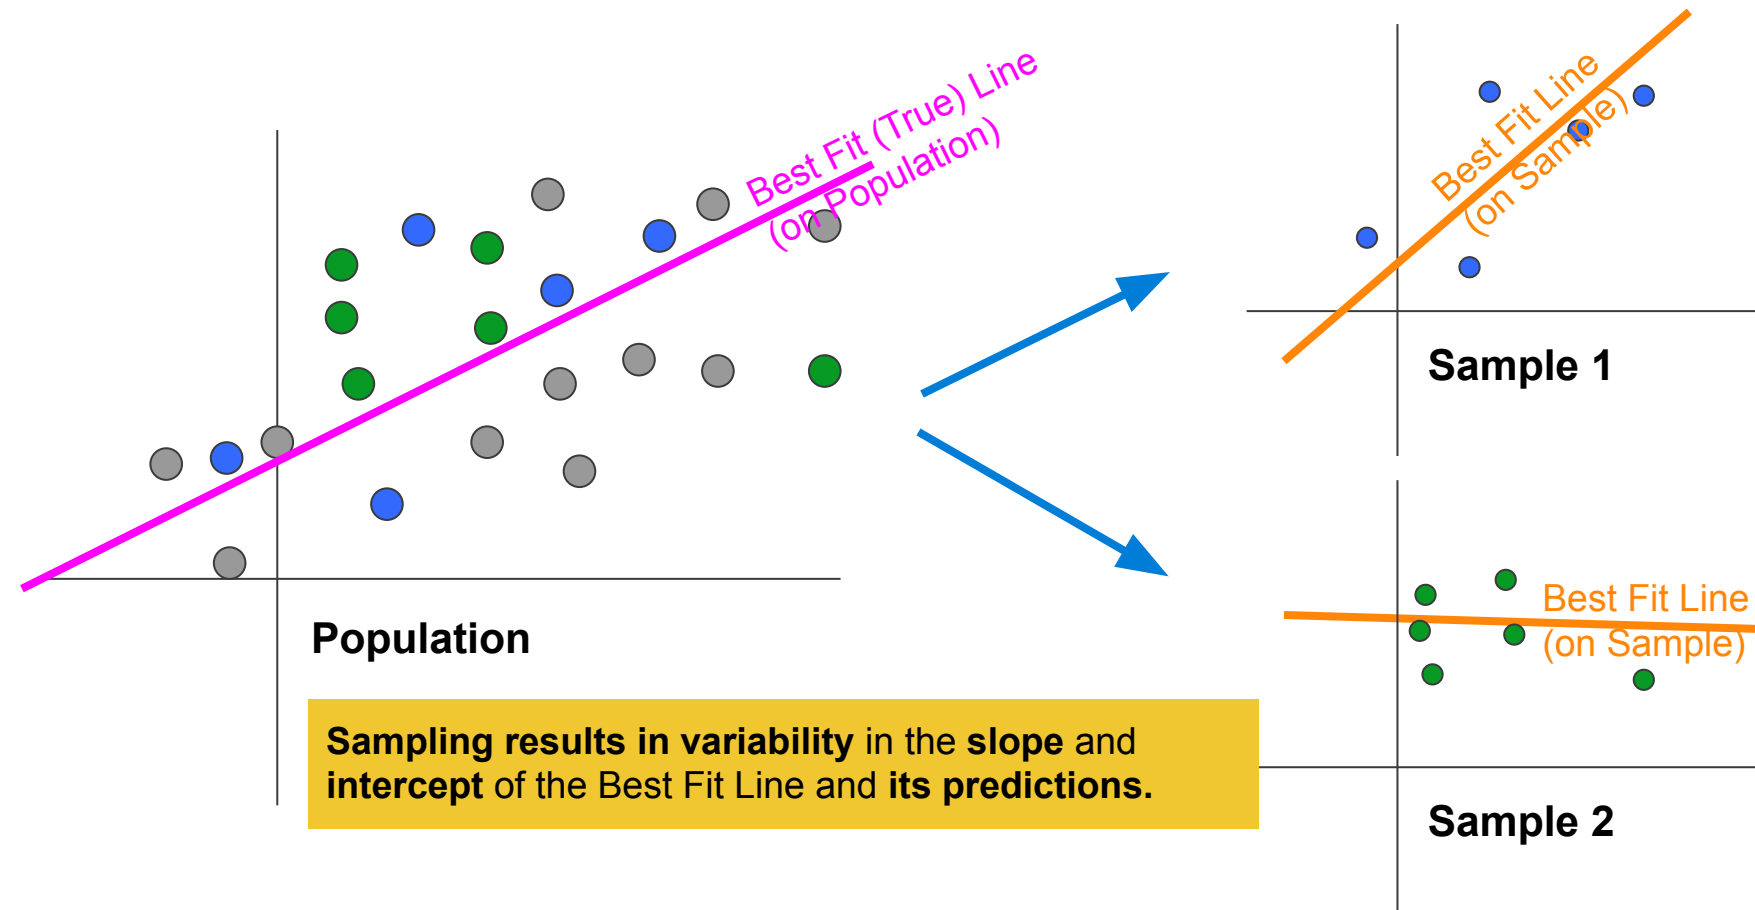 Best Fit (True) Line
(on Population)
Population
Sampling results in variability in the slope and
intercept of the Best Fit Line and its predictions.
Best Fit Line
(on Sample)
Sample 1
Best Fit Line
(on Sample)
Sample 2